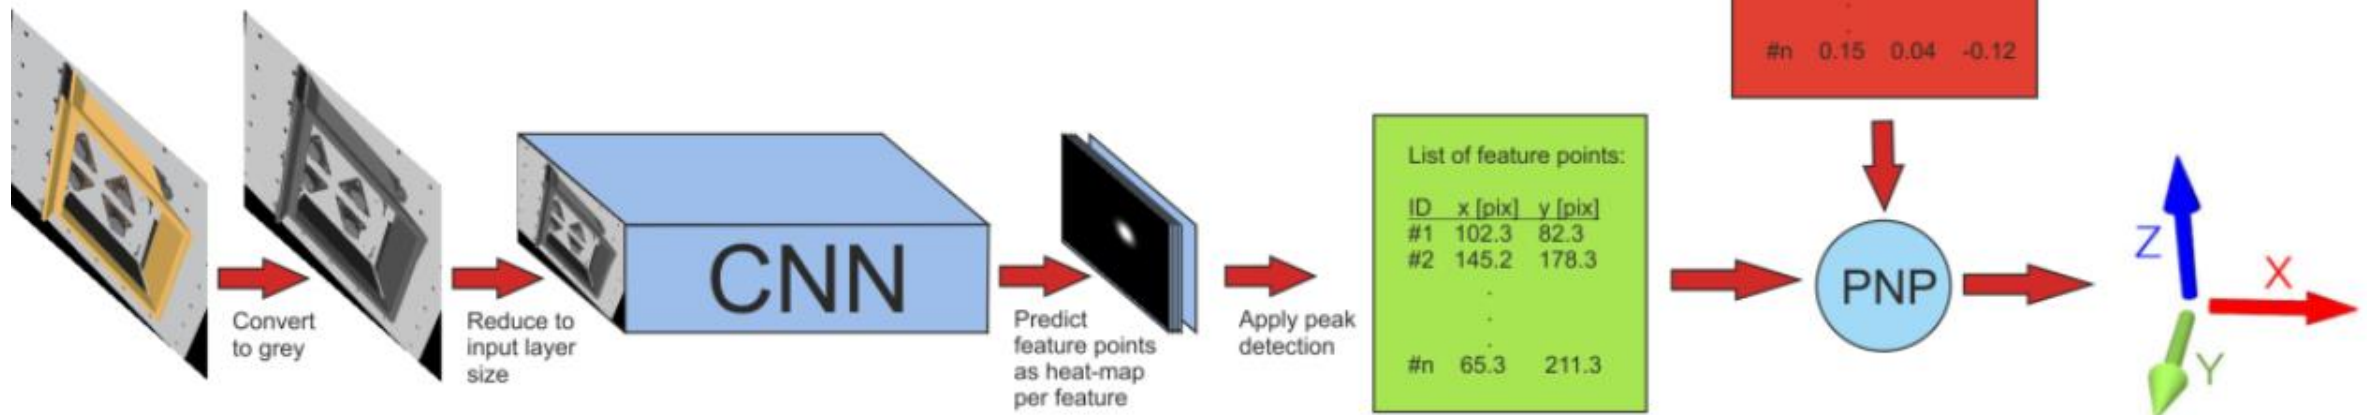 Convert
to grey
Reduce to
input layer
size
CNN
Predict
feature points
as heat-map
per feature
Apply peak
detection
List of feature points:
ID x [pix] y [pix]
#1 102.3 82.3
#2 145.2 178.3
.
.
.
#n 65.3 211.3
.
.
#n 0.15 0.04 -0.12
PNP
Z
X
Y